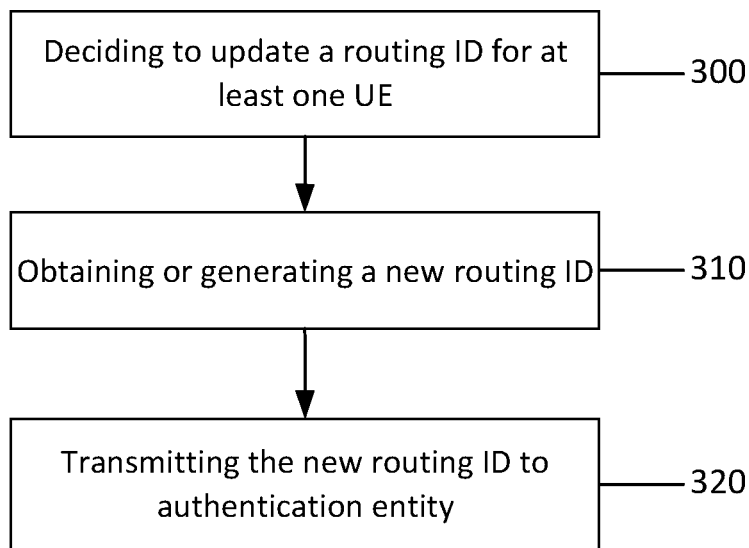 Deciding to update a routing ID for at
least one UE
300
Obtaining or generating a new routing ID
310
Transmitting the new routing ID to
authentication entity
320